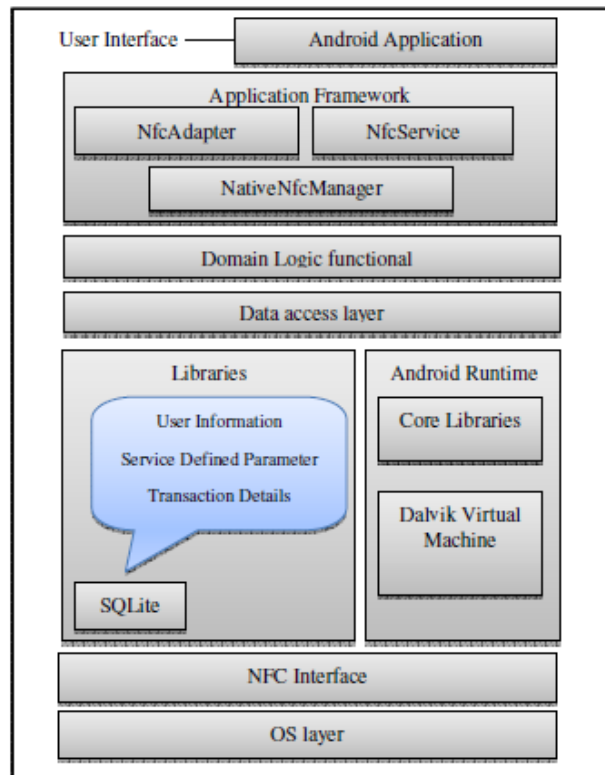 User Interface
Android Application
Application Framework
NfcAdapter
NfcService
NativeNfcManager
Domain Logic functional
Data access layer
Libraries
User Information
Service Defined Parameter
Transaction Details
SQLite
Android Runtime
Core Libraries
Dalvik Virtual
Machine
NFC Interface
OS layer